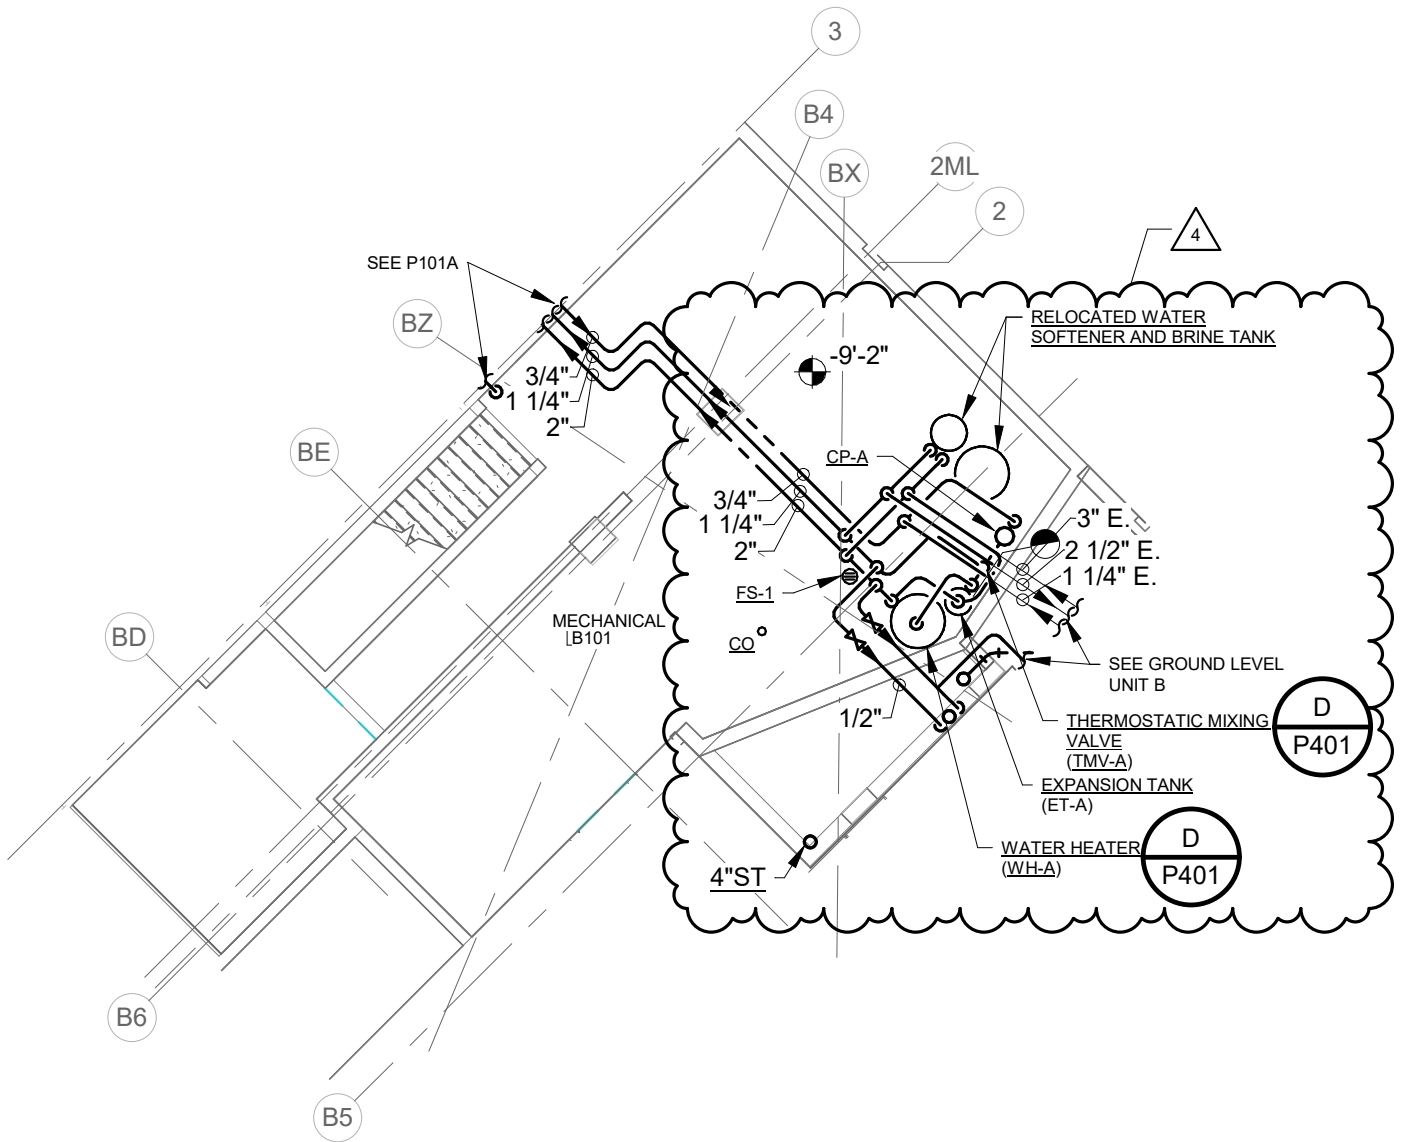 3
B4
BX
2ML
2
4
SEE P101A
BZ
RELOCATED WATER
SOFTENER AND BRINE TANK
-9'-2"
3/4"
1 1/4"
2"
BE
CP-A
3/4"
1 1/4"
2"
3" E.
2 1/2" E.
1 1/4" E.
FS-1
MECHANICAL
B101
CO
BD
SEE GROUND LEVEL
UNIT B
1/2"
THERMOSTATIC MIXING
VALVE
(TMV-A)
D
P401
EXPANSION TANK
(ET-A)
WATER HEATER
(WH-A)
D
P401
4"ST
B6
B5